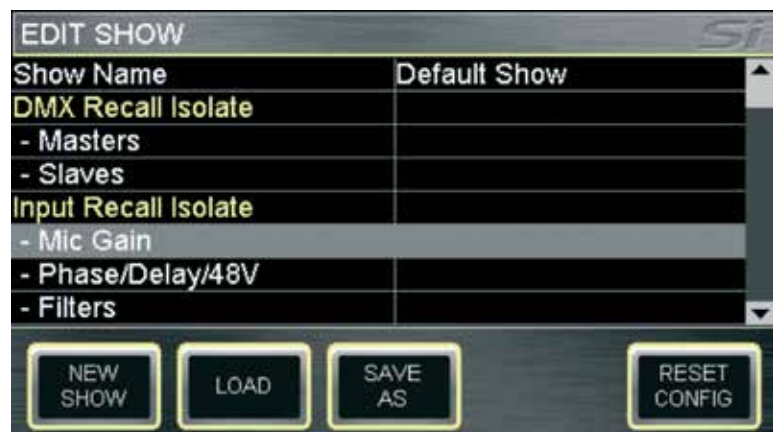 EDIT SHOW Si
Show Name Default Show
DMX Recall Isolate
- Masters
- Slaves
Input Recall Isolate
- Mic Gain
- Phase/Delay/48V
- Filters
NEW SHOW
LOAD
SAVE AS
RESET CONFIG